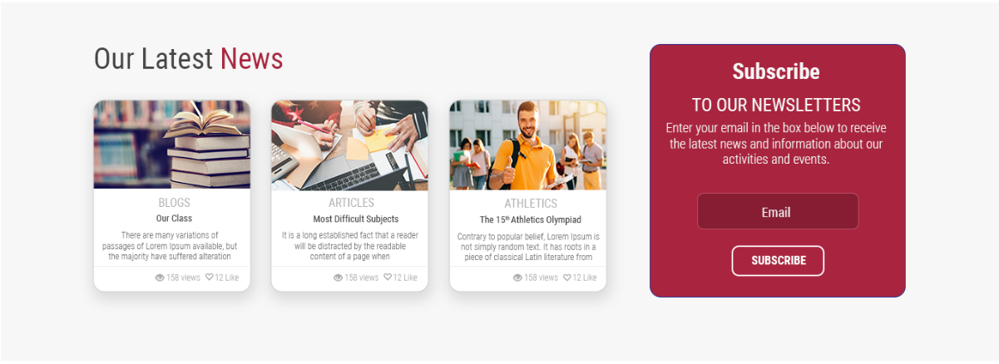 Our Latest News
BLOGS
Our Class
There are many variations of
passages of Lorem Ipsum available, but
the majority have suffered alteration
158 views 12 Like
ARTICLES
Most Difficult Subjects
It is a long established fact that a reader
will be distracted by the readable
content of a page when
158 views 12 Like
ATHLETICS
The 15th Athletics Olympiad
Contrary to popular belief, Lorem Ipsum is
not simply random text. It has roots in a
piece of classical Latin literature from
158 views 12 Like
Subscribe
TO OUR NEWSLETTERS
Enter your email in the box below to receive
the latest news and information about our
activities and events.
Email
SUBSCRIBE